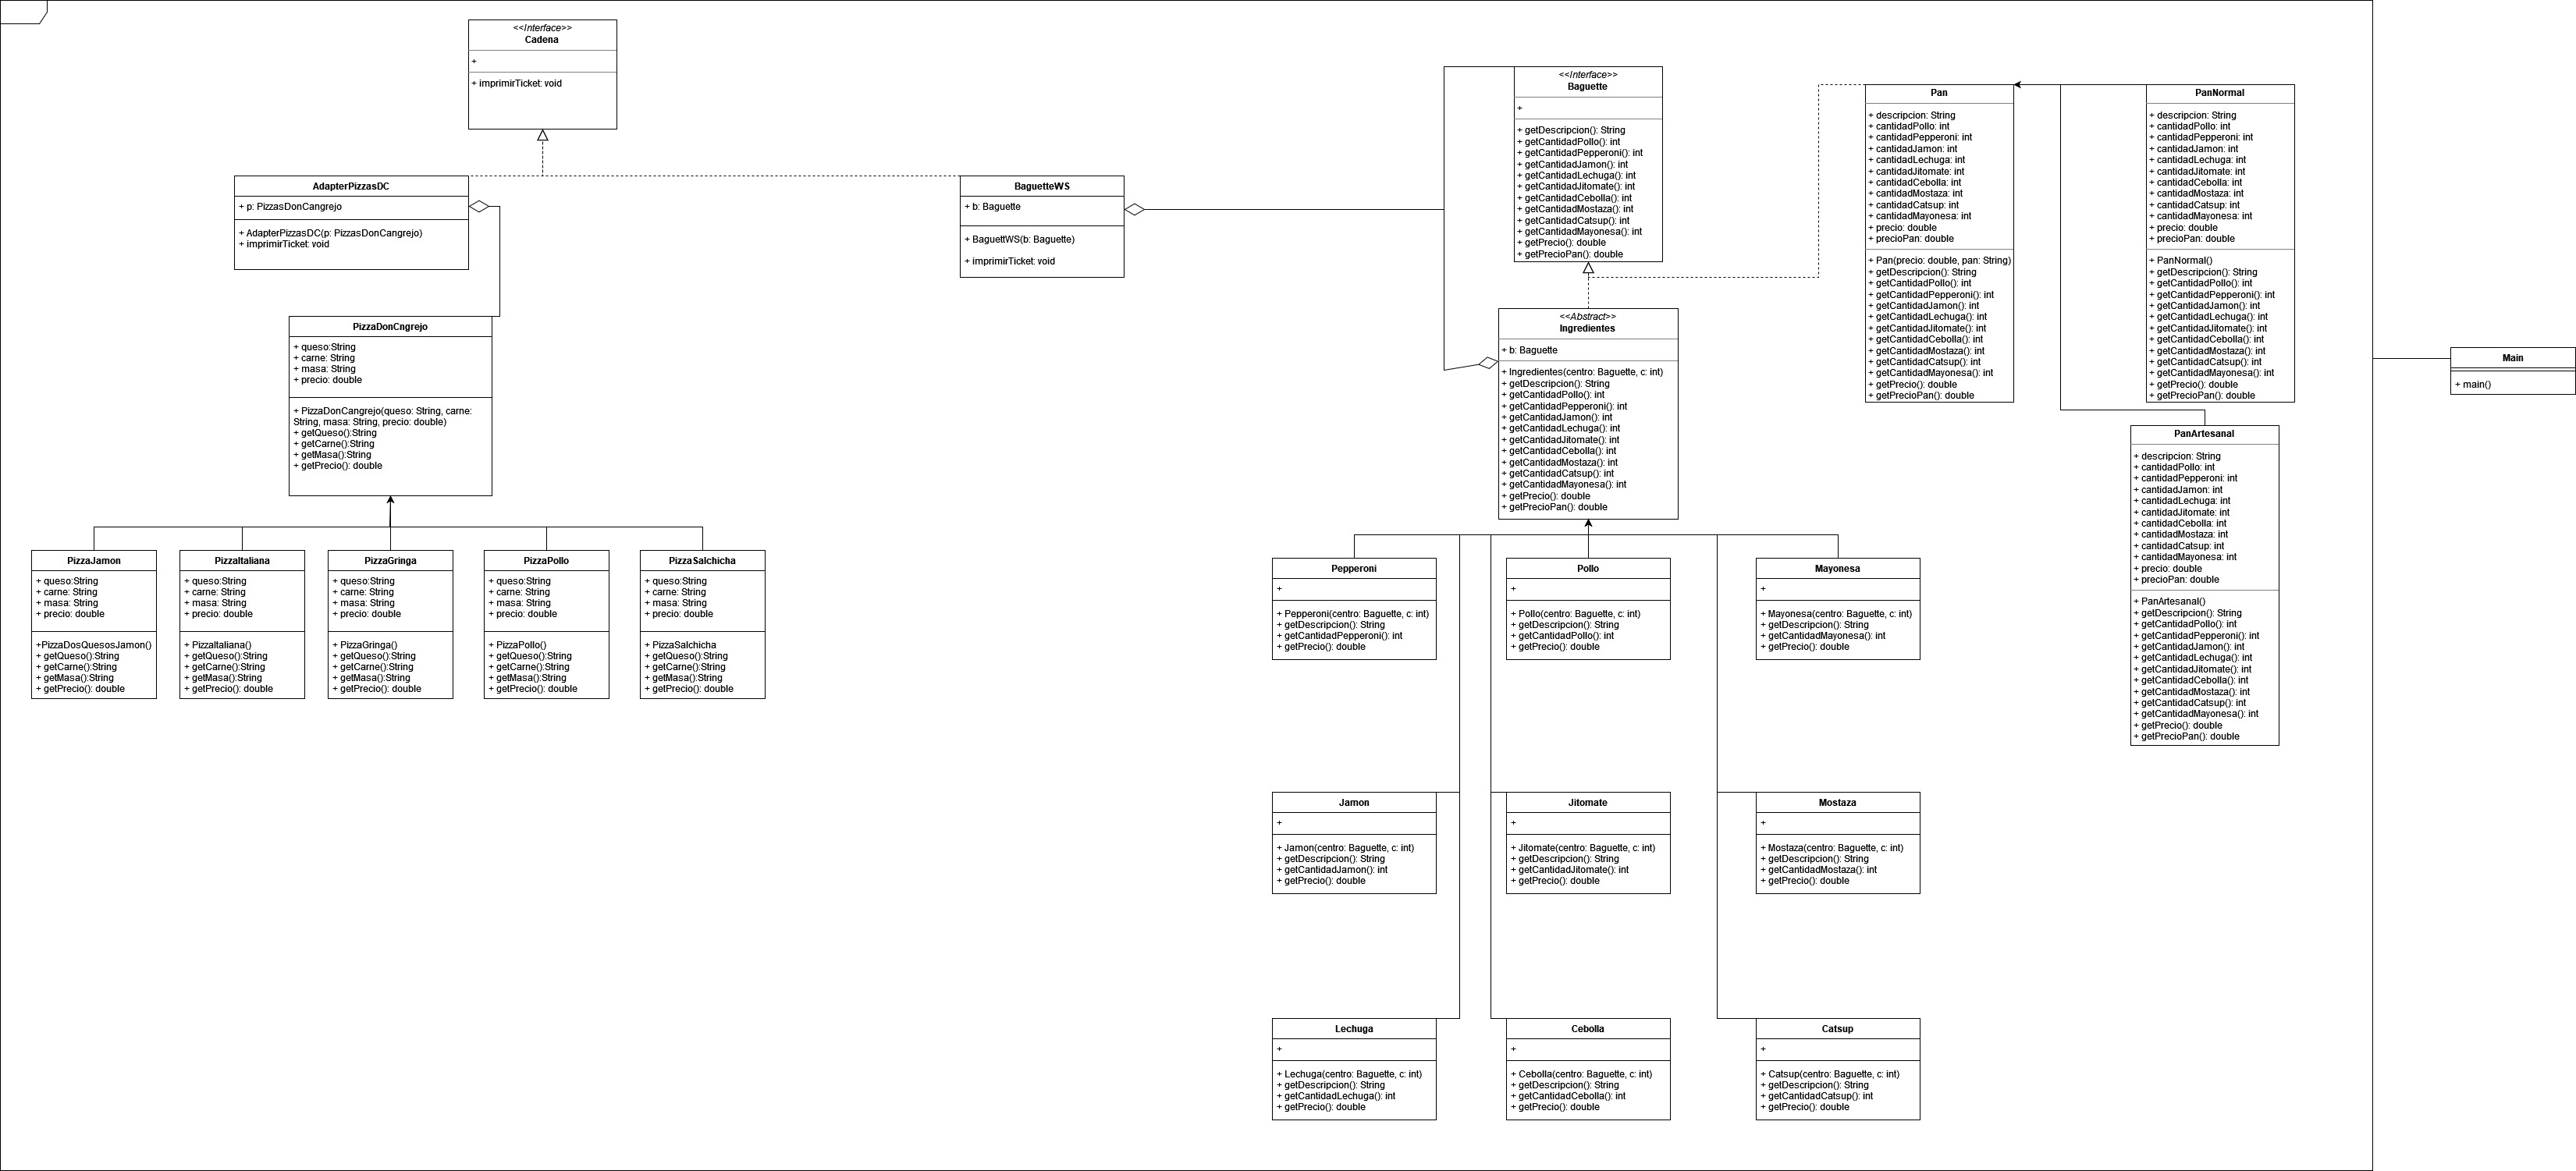 <<Interface>>
Cadena
+
+ imprimirTicket: void
AdapterPizzasDC
+ p: PizzasDonCangrejo
+ AdapterPizzasDC(p: PizzasDonCangrejo)
+ imprimirTicket: void
BaguetteWS
+ b: Baguette
+ BaguettWS(b: Baguette)
+ imprimirTicket: void
PizzaDonCngrejo
+ queso:String
+ carne: String
+ masa: String
+ precio: double
+ PizzaDonCangrejo(queso: String, carne:
String, masa: String, precio: double)
+ getQueso():String
+ getCarne():String
+ getMasa():String
+ getPrecio(): double
PizzaJamon
+ queso:String
+ carne: String
+ masa: String
+ precio: double
+PizzaDosQuesosJamon()
+ getQueso():String
+ getCarne():String
+ getMasa():String
+ getPrecio(): double
PizzaItaliana
+ queso:String
+ carne: String
+ masa: String
+ precio: double
+ PizzaItaliana()
+ getQueso():String
+ getCarne():String
+ getMasa():String
+ getPrecio(): double
PizzaGringa
+ queso:String
+ carne: String
+ masa: String
+ precio: double
+ PizzaGringa()
+ getQueso():String
+ getCarne():String
+ getMasa():String
+ getPrecio(): double
PizzaPollo
+ queso:String
+ carne: String
+ masa: String
+ precio: double
+ PizzaPollo()
+ getQueso():String
+ getCarne():String
+ getMasa():String
+ getPrecio(): double
PizzaSalchicha
+ queso:String
+ carne: String
+ masa: String
+ precio: double
+ PizzaSalchicha
+ getQueso():String
+ getCarne():String
+ getMasa():String
+ getPrecio(): double
<<Interface>>
Baguette
+
+ getDescripcion(): String
+ getCantidadPollo(): int
+ getCantidadPepperoni(): int
+ getCantidadJamon(): int
+ getCantidadLechuga(): int
+ getCantidadJitomate(): int
+ getCantidadCebolla(): int
+ getCantidadMostaza(): int
+ getCantidadCatsup(): int
+ getCantidadMayonesa(): int
+ getPrecio(): double
+ getPrecioPan(): double
<<Abstract>>
Ingredientes
+ b: Baguette
+ Ingredientes(centro: Baguette, c: int)
+ getDescripcion(): String
+ getCantidadPollo(): int
+ getCantidadPepperoni(): int
+ getCantidadJamon(): int
+ getCantidadLechuga(): int
+ getCantidadJitomate(): int
+ getCantidadCebolla(): int
+ getCantidadMostaza(): int
+ getCantidadCatsup(): int
+ getCantidadMayonesa(): int
+ getPrecio(): double
+ getPrecioPan(): double
Pepperoni
+
+ Pepperoni(centro: Baguette, c: int)
+ getDescripcion(): String
+ getCantidadPepperoni(): int
+ getPrecio(): double
Pollo
+
+ Pollo(centro: Baguette, c: int)
+ getDescripcion(): String
+ getCantidadPollo(): int
+ getPrecio(): double
Mayonesa
+
+ Mayonesa(centro: Baguette, c: int)
+ getDescripcion(): String
+ getCantidadMayonesa(): int
+ getPrecio(): double
Jamon
+
+ Jamon(centro: Baguette, c: int)
+ getDescripcion(): String
+ getCantidadJamon(): int
+ getPrecio(): double
Jitomate
+
+ Jitomate(centro: Baguette, c: int)
+ getDescripcion(): String
+ getCantidadJitomate(): int
+ getPrecio(): double
Mostaza
+
+ Mostaza(centro: Baguette, c: int)
+ getDescripcion(): String
+ getCantidadMostaza(): int
+ getPrecio(): double
Lechuga
+
+ Lechuga(centro: Baguette, c: int)
+ getDescripcion(): String
+ getCantidadLechuga(): int
+ getPrecio(): double
Cebolla
+
+ Cebolla(centro: Baguette, c: int)
+ getDescripcion(): String
+ getCantidadCebolla(): int
+ getPrecio(): double
Catsup
+
+ Catsup(centro: Baguette, c: int)
+ getDescripcion(): String
+ getCantidadCatsup(): int
+ getPrecio(): double
Pan
+ descripcion: String
+ cantidadPollo: int
+ cantidadPepperoni: int
+ cantidadJamon: int
+ cantidadLechuga: int
+ cantidadJitomate: int
+ cantidadCebolla: int
+ cantidadMostaza: int
+ cantidadCatsup: int
+ cantidadMayonesa: int
+ precio: double
+ precioPan: double
+ Pan(precio: double, pan: String)
+ getDescripcion(): String
+ getCantidadPollo(): int
+ getCantidadPepperoni(): int
+ getCantidadJamon(): int
+ getCantidadLechuga(): int
+ getCantidadJitomate(): int
+ getCantidadCebolla(): int
+ getCantidadMostaza(): int
+ getCantidadCatsup(): int
+ getCantidadMayonesa(): int
+ getPrecio(): double
+ getPrecioPan(): double
PanNormal
+ descripcion: String
+ cantidadPollo: int
+ cantidadPepperoni: int
+ cantidadJamon: int
+ cantidadLechuga: int
+ cantidadJitomate: int
+ cantidadCebolla: int
+ cantidadMostaza: int
+ cantidadCatsup: int
+ cantidadMayonesa: int
+ precio: double
+ precioPan: double
+ PanNormal()
+ getDescripcion(): String
+ getCantidadPollo(): int
+ getCantidadPepperoni(): int
+ getCantidadJamon(): int
+ getCantidadLechuga(): int
+ getCantidadJitomate(): int
+ getCantidadCebolla(): int
+ getCantidadMostaza(): int
+ getCantidadCatsup(): int
+ getCantidadMayonesa(): int
+ getPrecio(): double
+ getPrecioPan(): double
PanArtesanal
+ descripcion: String
+ cantidadPollo: int
+ cantidadPepperoni: int
+ cantidadJamon: int
+ cantidadLechuga: int
+ cantidadJitomate: int
+ cantidadCebolla: int
+ cantidadMostaza: int
+ cantidadCatsup: int
+ cantidadMayonesa: int
+ precio: double
+ precioPan: double
+ PanArtesanal()
+ getDescripcion(): String
+ getCantidadPollo(): int
+ getCantidadPepperoni(): int
+ getCantidadJamon(): int
+ getCantidadLechuga(): int
+ getCantidadJitomate(): int
+ getCantidadCebolla(): int
+ getCantidadMostaza(): int
+ getCantidadCatsup(): int
+ getCantidadMayonesa(): int
+ getPrecio(): double
+ getPrecioPan(): double
Main
+ main()